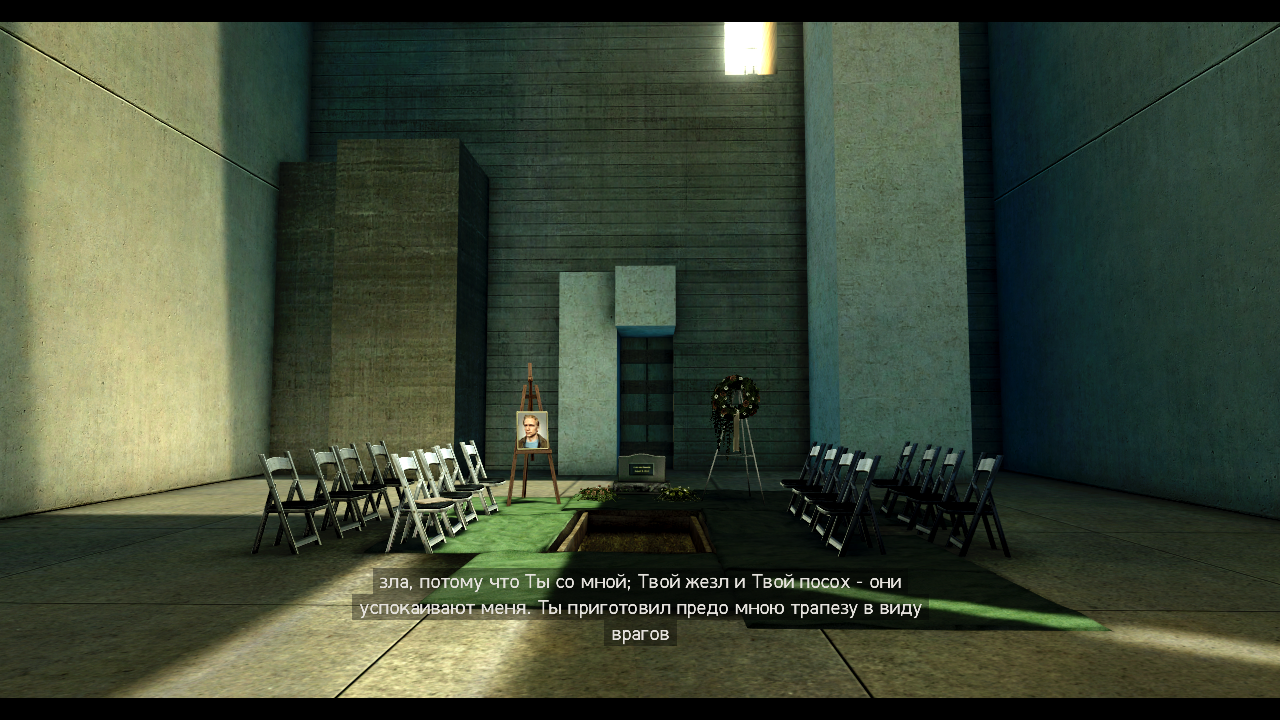 зла, потому что Ты со мной; Твой жезл и Твой посох - они
успокаивают меня. Ты приготовил предо мною трапезу в виду
врагов